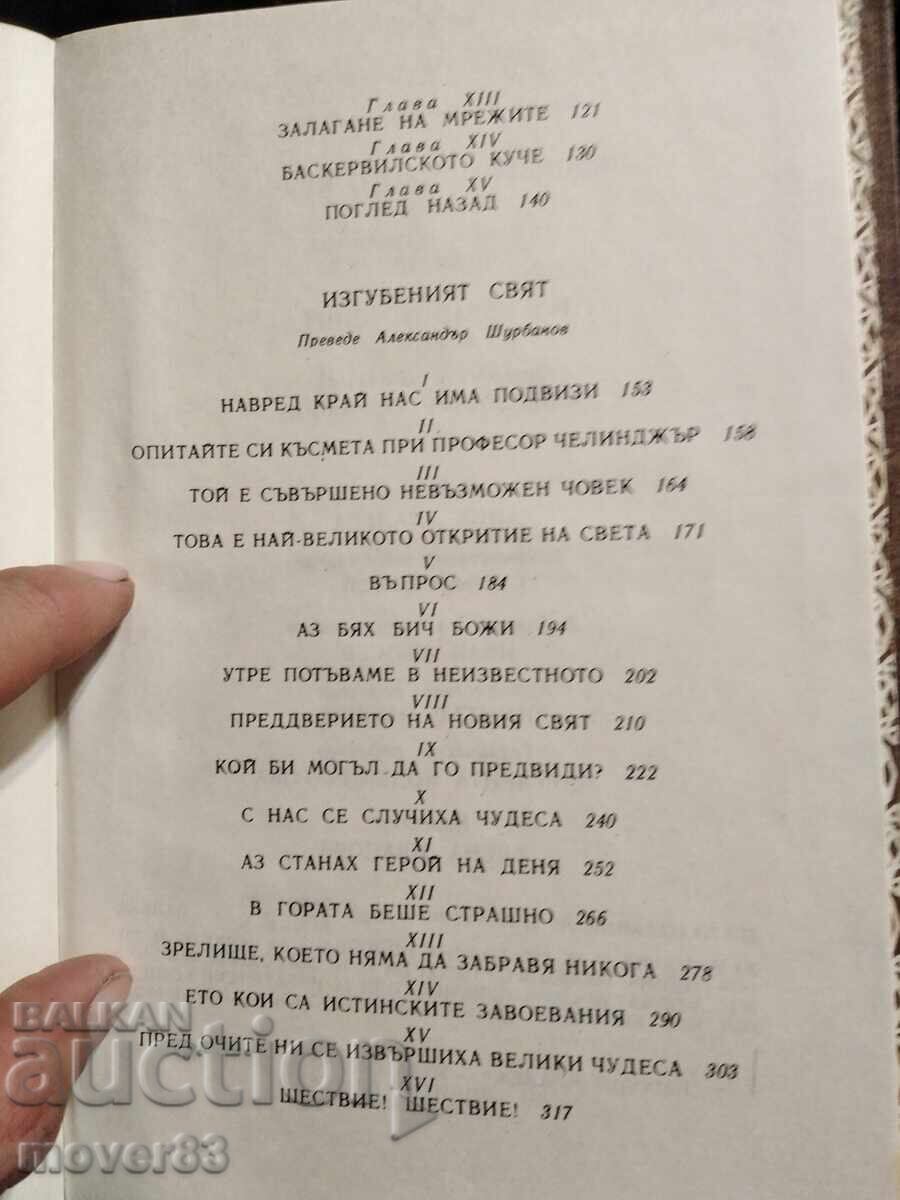 Глава XIII
ЗАЛАГАНЕ НА МРЕЖИТЕ 121
Глава XIV
БАСКЕРВИЛСКОТО КУЧЕ 130
Глава XV
ПОГЛЕД НАЗАД 140
ИЗГУБЕНИЯТ СВЯТ
Преведе Александър Шурбанов
I
НАВРЕД КРАЙ НАС ИМА ПОДВИЗИ 153
II
ОПИТАЙТЕ СИ КЪСМЕТА ПРИ ПРОФЕСОР ЧЕЛИНДЖЪР 158
III
ТОЙ Е СЪВЪРШЕНО НЕВЪЗМОЖЕН ЧОВЕК 164
IV
ТОВА Е НАЙ-ВЕЛИКОТО ОТКРИТИЕ НА СВЕТА 171
V
ВЪПРОС 184
VI
АЗ БЯХ БИЧ БОЖИ 194
VII
УТРЕ ПОТЪВАМЕ В НЕИЗВЕСТНОТО 202
VIII
ПРЕДДВЕРИЕТО НА НОВИЯ СВЯТ 210
IX
КОЙ БИ МОГЪЛ ДА ГО ПРЕДВИДИ? 222
X
С НАС СЕ СЛУЧИХА ЧУДЕСА 240
XI
АЗ СТАНАХ ГЕРОЙ НА ДЕНЯ 252
XII
В ГОРАТА БЕШЕ СТРАШНО 266
XIII
ЗРЕЛИЩЕ, КОЕТО НЯМА ДА ЗАБРАВЯ НИКОГА 278
XIV
ЕТО КОИ СА ИСТИНСКИТЕ ЗАВОЕВАНИЯ 290
XV
ПРЕД ОЧИТЕ НИ СЕ ИЗВЪРШИХА ВЕЛИКИ ЧУДЕСА 303
XVI
ШЕСТВИЕ! ШЕСТВИЕ! 317
BALKAN
auction
mover83